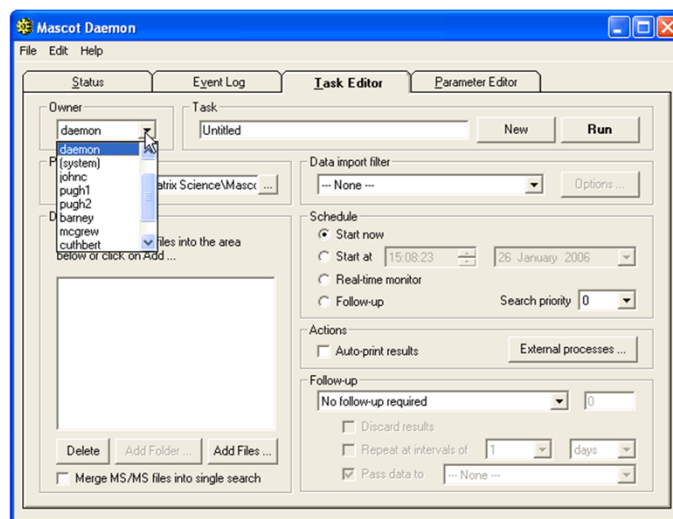 Mascot Daemon
File Edit Help
Status Event Log Task Editor Parameter Editor
Owner
daemon
daemon
(system)
johnc
pugh1
pugh2
barney
mcgrew
cuthbert
Task
Untitled
New Run
P
atrix Science\Masco ...
Data import filter
--- None ---
Options ...
D
files into the area
below or click on Add ...
Delete Add Folder ... Add Files ...
Merge MS/MS files into single search
Schedule
Start now
Start at 15:08:23 26 January 2006
Real-time monitor
Follow-up Search priority 0
Actions
Auto-print results External processes ...
Follow-up
No follow-up required 0
Discard results
Repeat at intervals of 1 days
Pass data to --- None ---